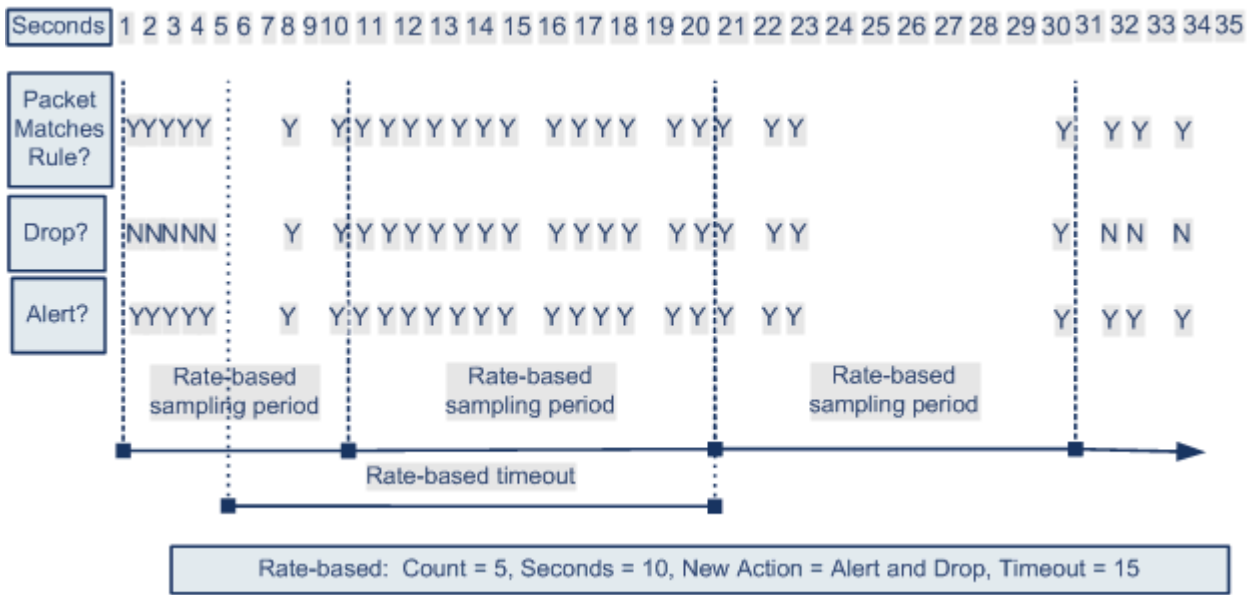 Seconds 1 2 3 4 5 6 7 8 9 10 11 12 13 14 15 16 17 18 19 20 21 22 23 24 25 26 27 28 29 30 31 32 33 34 35
Packet
Matches
Rule?
YYYYY Y Y Y Y Y Y Y Y Y Y Y Y Y Y Y Y Y Y Y Y Y Y Y
Drop?
NNNNN Y Y Y Y Y Y Y Y Y Y Y Y Y Y Y Y Y Y Y Y N N N
Alert?
YYYYY Y Y Y Y Y Y Y Y Y Y Y Y Y Y Y Y Y Y Y Y Y Y Y
Rate-based
sampling period
Rate-based
sampling period
Rate-based
sampling period
Rate-based timeout
Rate-based: Count = 5, Seconds = 10, New Action = Alert and Drop, Timeout = 15